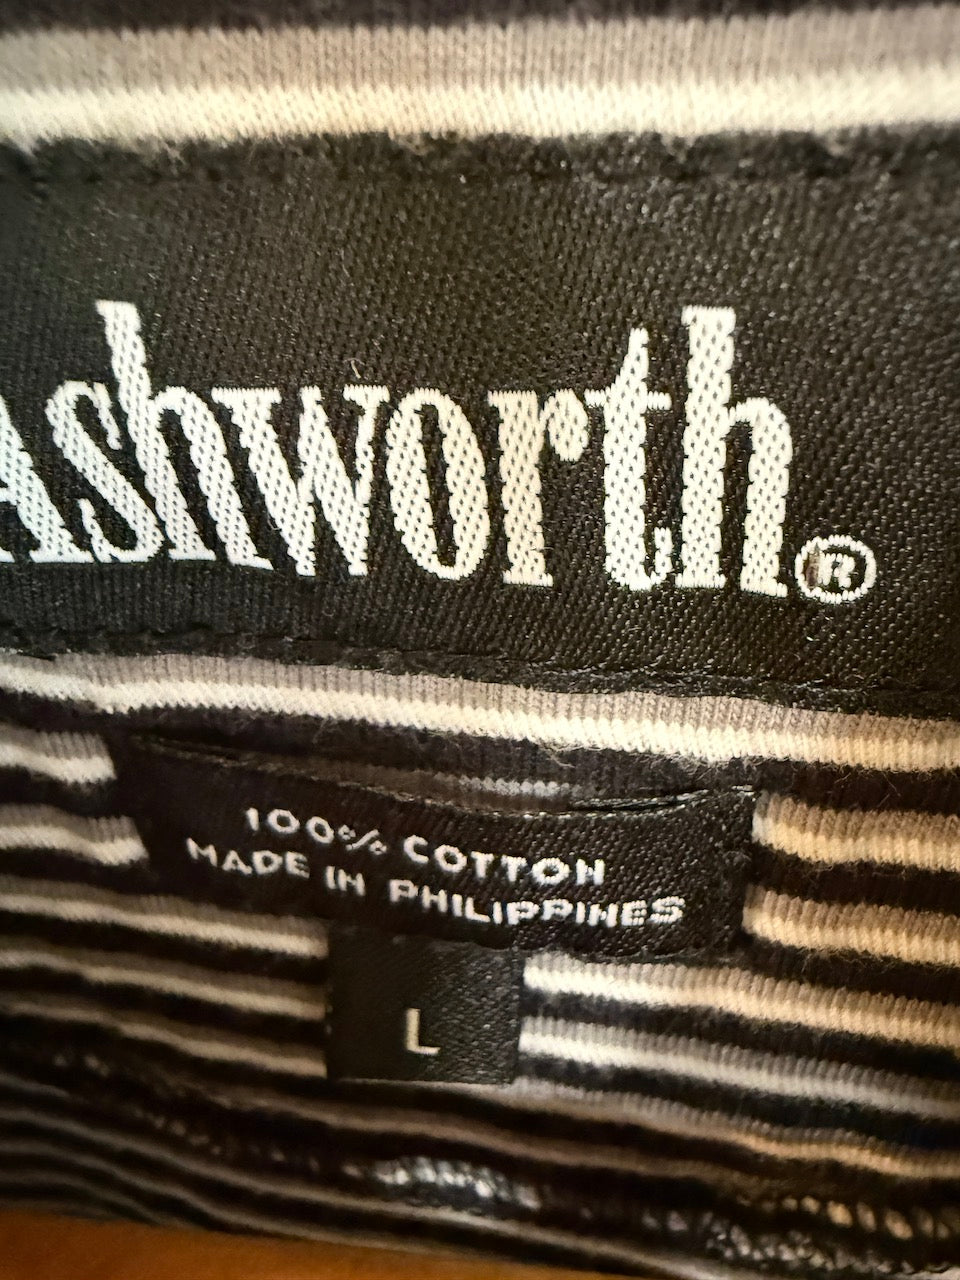 Ashworth®
100% COTTON
MADE IN PHILIPPINES
L